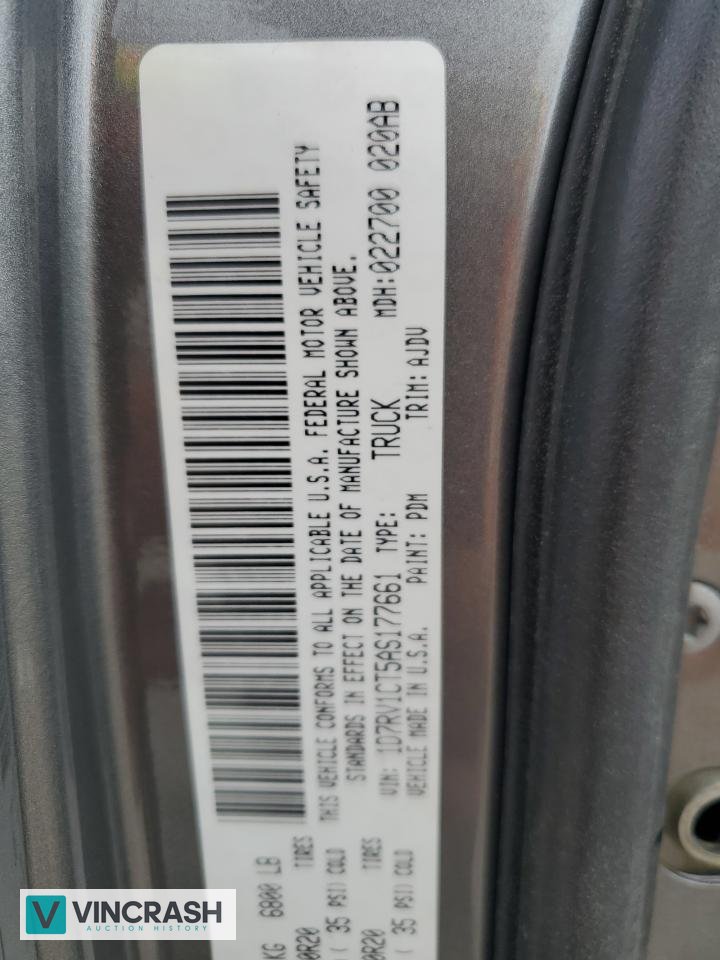 KG 6800 LB
0R20 TIRES
( 35 PSI) COLD
0R20 TIRES
( 35 PSI) COLD
THIS VEHICLE CONFORMS TO ALL APPLICABLE U.S.A. FEDERAL MOTOR VEHICLE SAFETY
STANDARDS IN EFFECT ON THE DATE OF MANUFACTURE SHOWN ABOVE.
VIN: 1D7RV1CT5AS177661 TYPE: TRUCK MDH:022700 020AB
VEHICLE MADE IN U.S.A. PAINT: PDM TRIM: AJDV
V VINCRASH
AUCTION HISTORY